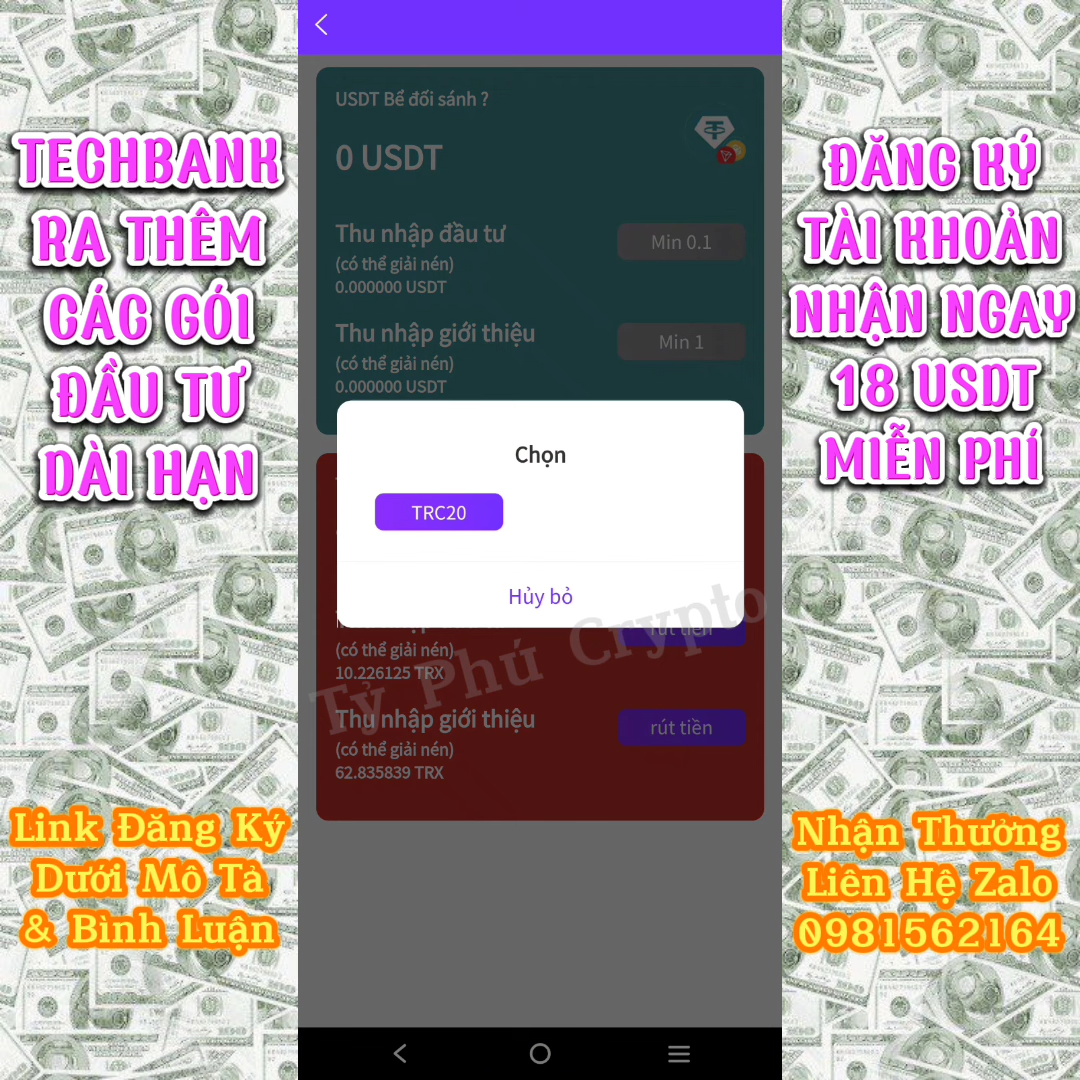 TECHBANK
RA THÊM
CÁC GÓI
ĐẦU TƯ
DÀI HẠN
Link Đăng Ký
Dưới Mô Tả
& Bình Luận
USDT Bể đối sánh ?
0 USDT
Thu nhập đầu tư
Min 0.1
(có thể giải nén)
0.000000 USDT
Thu nhập giới thiệu
Min 1
(có thể giải nén)
0.000000 USDT
Chọn
TRC20
Hủy bỏ
rút tiền
(có thể giải nén)
10.226125 TRX
Tỷ Phú Crypto
Thu nhập giới thiệu
rút tiền
(có thể giải nén)
62.835839 TRX
ĐĂNG KÝ
TÀI KHOẢN
NHẬN NGAY
18 USDT
MIỄN PHÍ
Nhận Thưởng
Liên Hệ Zalo
0981562164